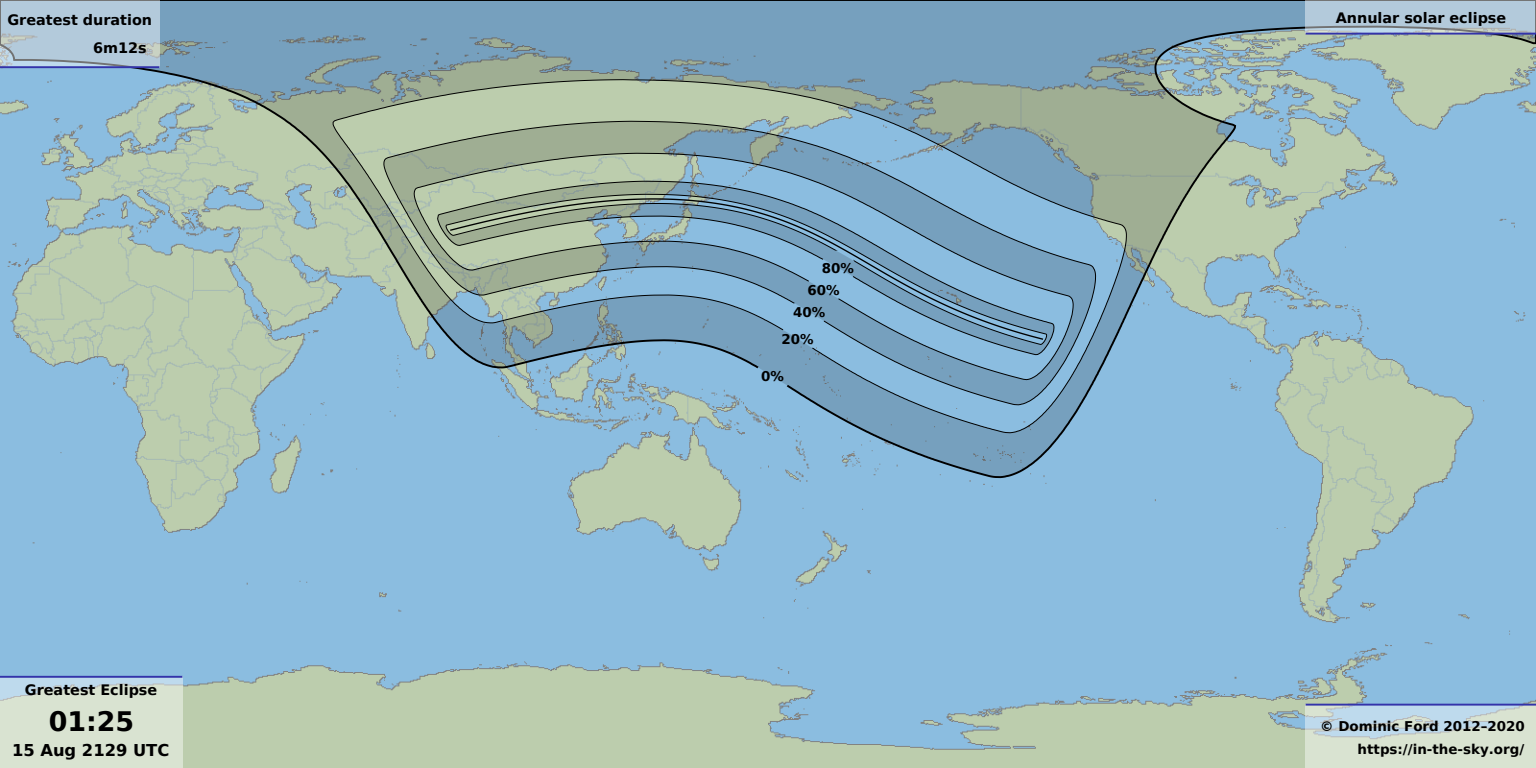 Greatest duration
6m12s
Annular solar eclipse
80%
60%
40%
20%
0%
Greatest Eclipse
01:25
15 Aug 2129 UTC
© Dominic Ford 2012–2020
https://in-the-sky.org/